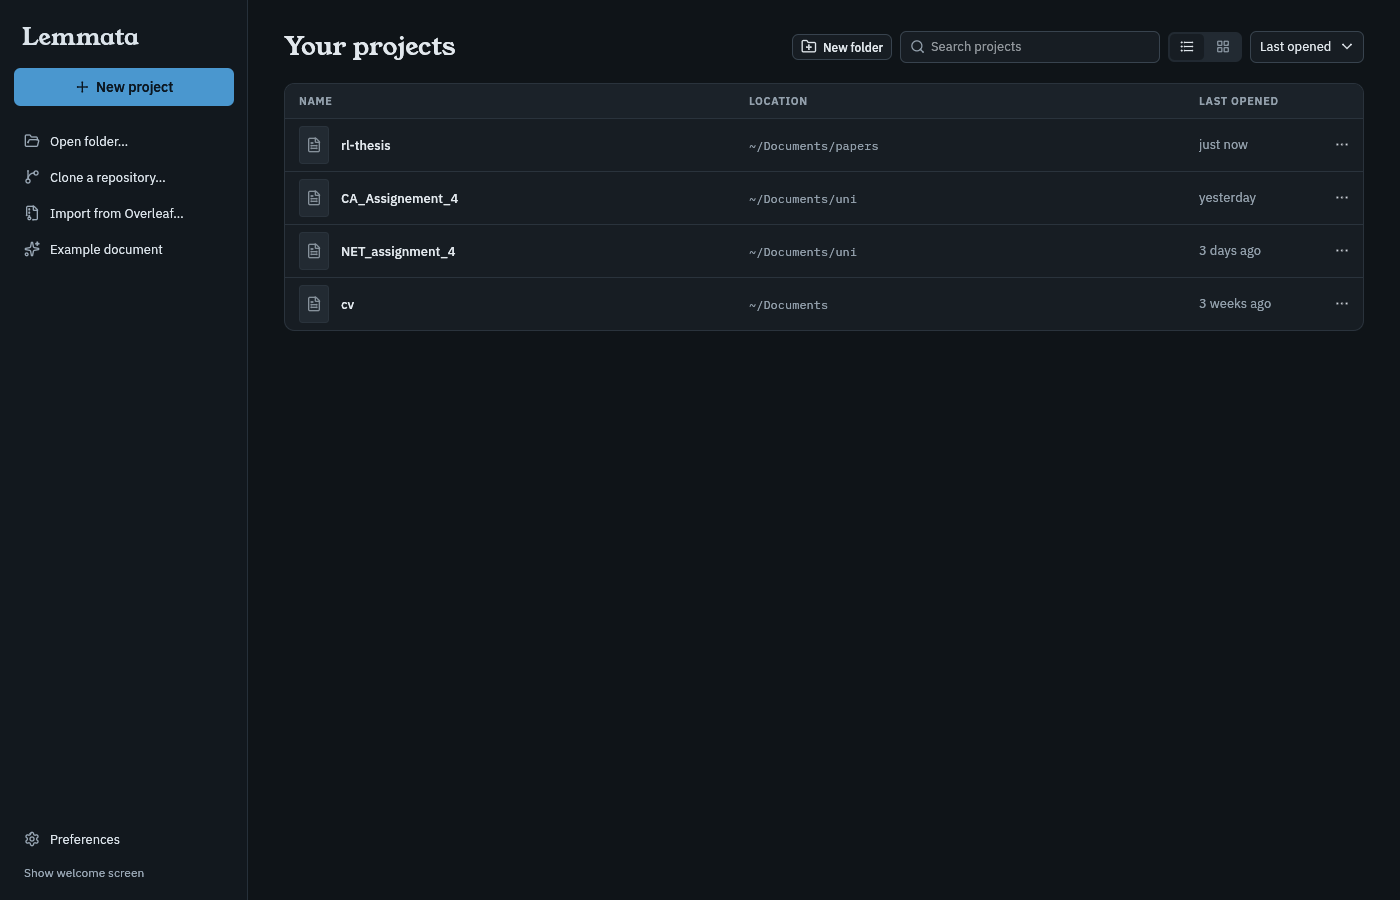 Lemmata
New project
Open folder...
Clone a repository...
Import from Overleaf...
Example document
Preferences
Show welcome screen
Your projects
New folder
Search projects
Last opened
NAME LOCATION LAST OPENED
rl-thesis ~/Documents/papers just now
CA_Assignement_4 ~/Documents/uni yesterday
NET_assignment_4 ~/Documents/uni 3 days ago
cv ~/Documents 3 weeks ago